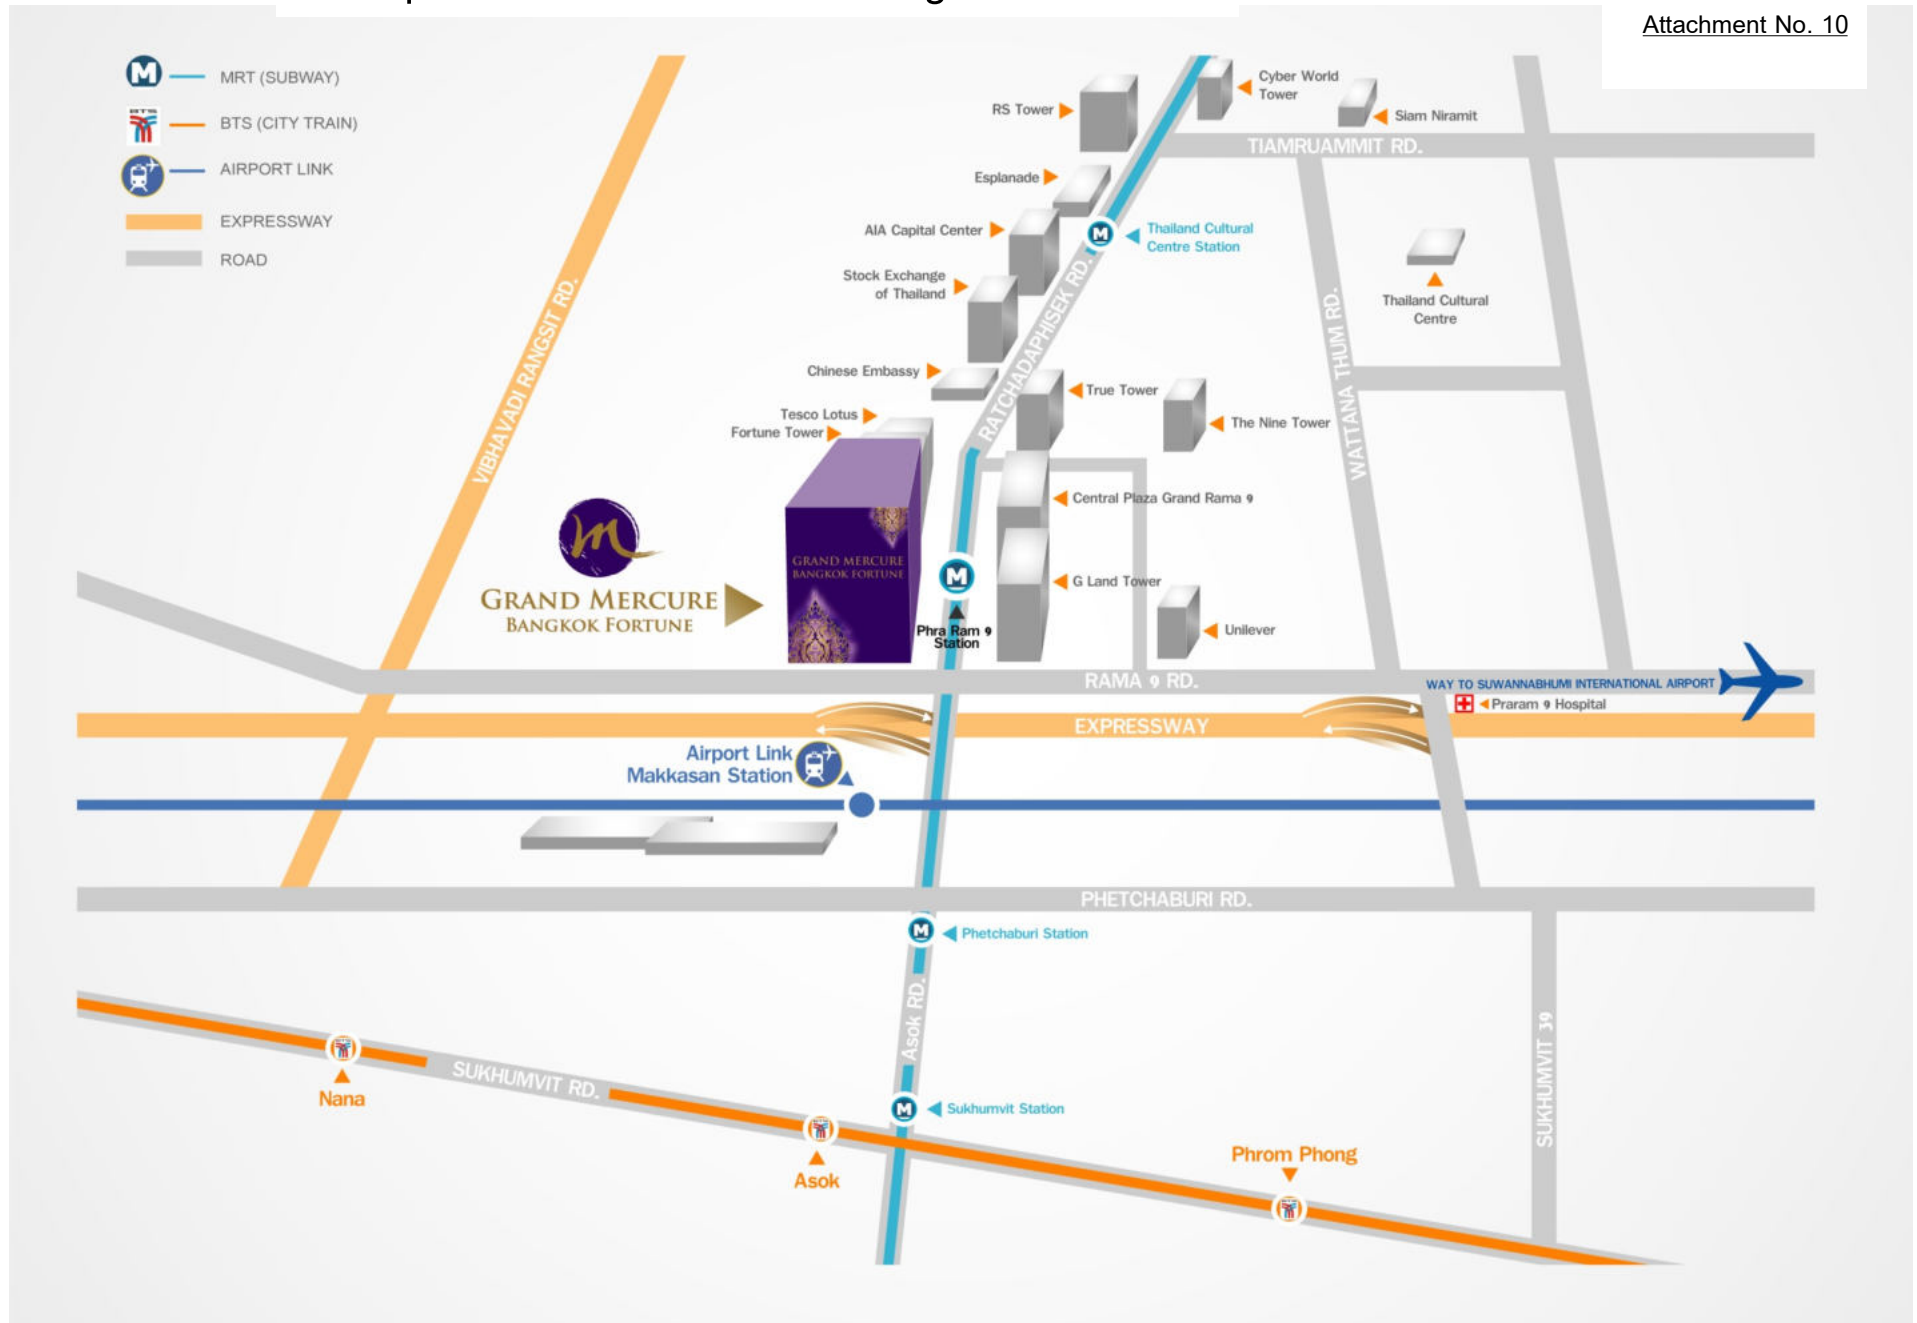 Attachment No. 10
MRT (SUBWAY)
BTS (CITY TRAIN)
AIRPORT LINK
EXPRESSWAY
ROAD
Cyber World
Tower
RS Tower
Siam Niramit
TIAMRUAMMIT RD.
Esplanade
AIA Capital Center
Thailand Cultural
Centre Station
Stock Exchange
of Thailand
Thailand Cultural
Centre
VIBHAVADI RANGSIT RD.
RATCHADAPHISEK RD.
WATTANA THUM RD.
Chinese Embassy
True Tower
Tesco Lotus
Fortune Tower
The Nine Tower
Central Plaza Grand Rama 9
GRAND MERCURE
BANGKOK FORTUNE
GRAND MERCURE
BANGKOK FORTUNE
M
G Land Tower
Phra Ram 9
Station
Unilever
RAMA 9 RD.
WAY TO SUWANNABHUMI INTERNATIONAL AIRPORT
Praram 9 Hospital
EXPRESSWAY
Airport Link
Makkasan Station
PHETCHABURI RD.
Phetchaburi Station
Asok RD.
SUKHUMVIT 39
SUKHUMVIT RD.
Nana
Sukhumvit Station
Asok
Phrom Phong